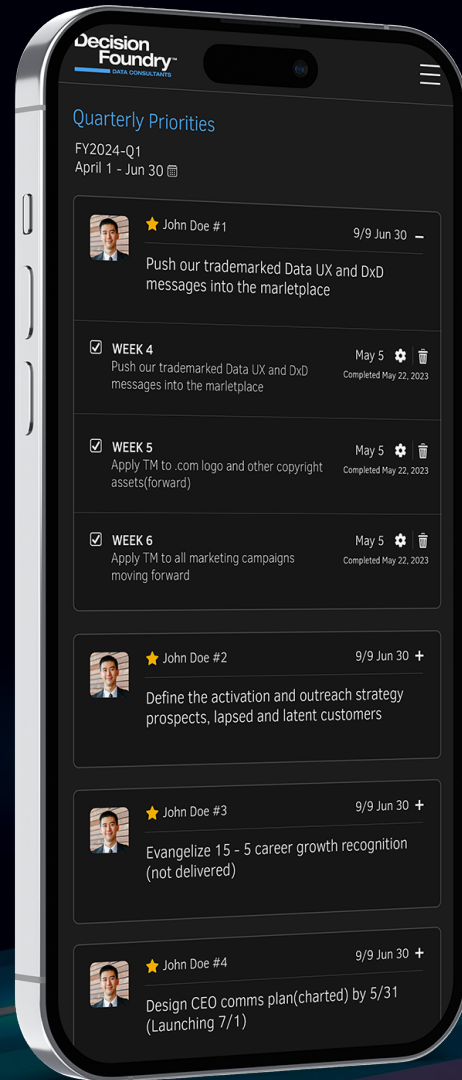 Decision
Foundry™
DATA CONSULTANTS
Quarterly Priorities
FY2024-Q1
April 1 - Jun 30
John Doe #1
9/9 Jun 30 –
Push our trademarked Data UX and DxD
messages into the marletplace
WEEK 4
May 5
Push our trademarked Data UX and DxD
messages into the marletplace
Completed May 22, 2023
WEEK 5
May 5
Apply TM to .com logo and other copyright
assets(forward)
Completed May 22, 2023
WEEK 6
May 5
Apply TM to all marketing campaigns
moving forward
Completed May 22, 2023
John Doe #2
9/9 Jun 30 +
Define the activation and outreach strategy
prospects, lapsed and latent customers
John Doe #3
9/9 Jun 30 +
Evangelize 15 - 5 career growth recognition
(not delivered)
John Doe #4
9/9 Jun 30 +
Design CEO comms plan(charted) by 5/31
(Launching 7/1)